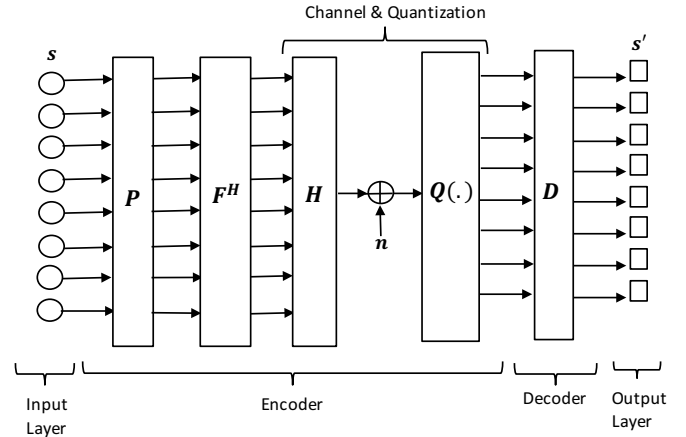 Channel & Quantization
s
s′
P
F^H
H
Q(.)
D
n
Input
Layer
Encoder
Decoder
Output
Layer